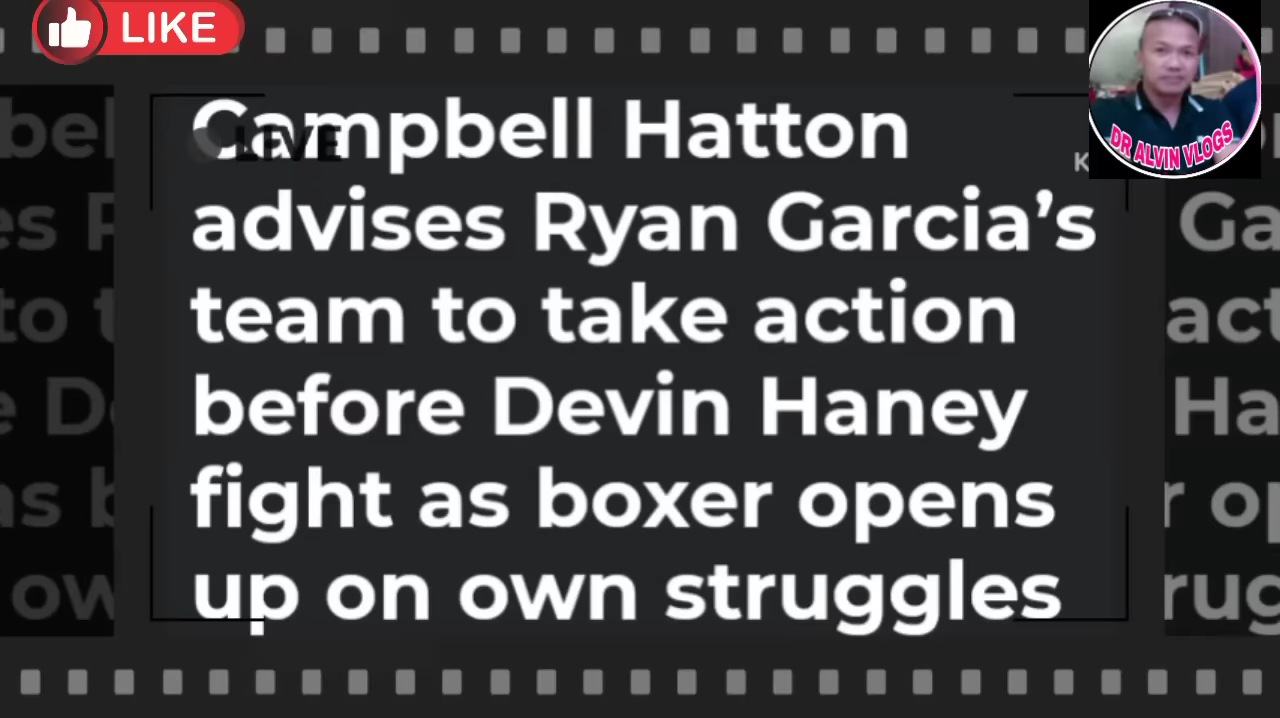 LIKE
LIVE
Campbell Hatton
advises Ryan Garcia’s
team to take action
before Devin Haney
fight as boxer opens
up on own struggles
DR ALVIN VLOGS